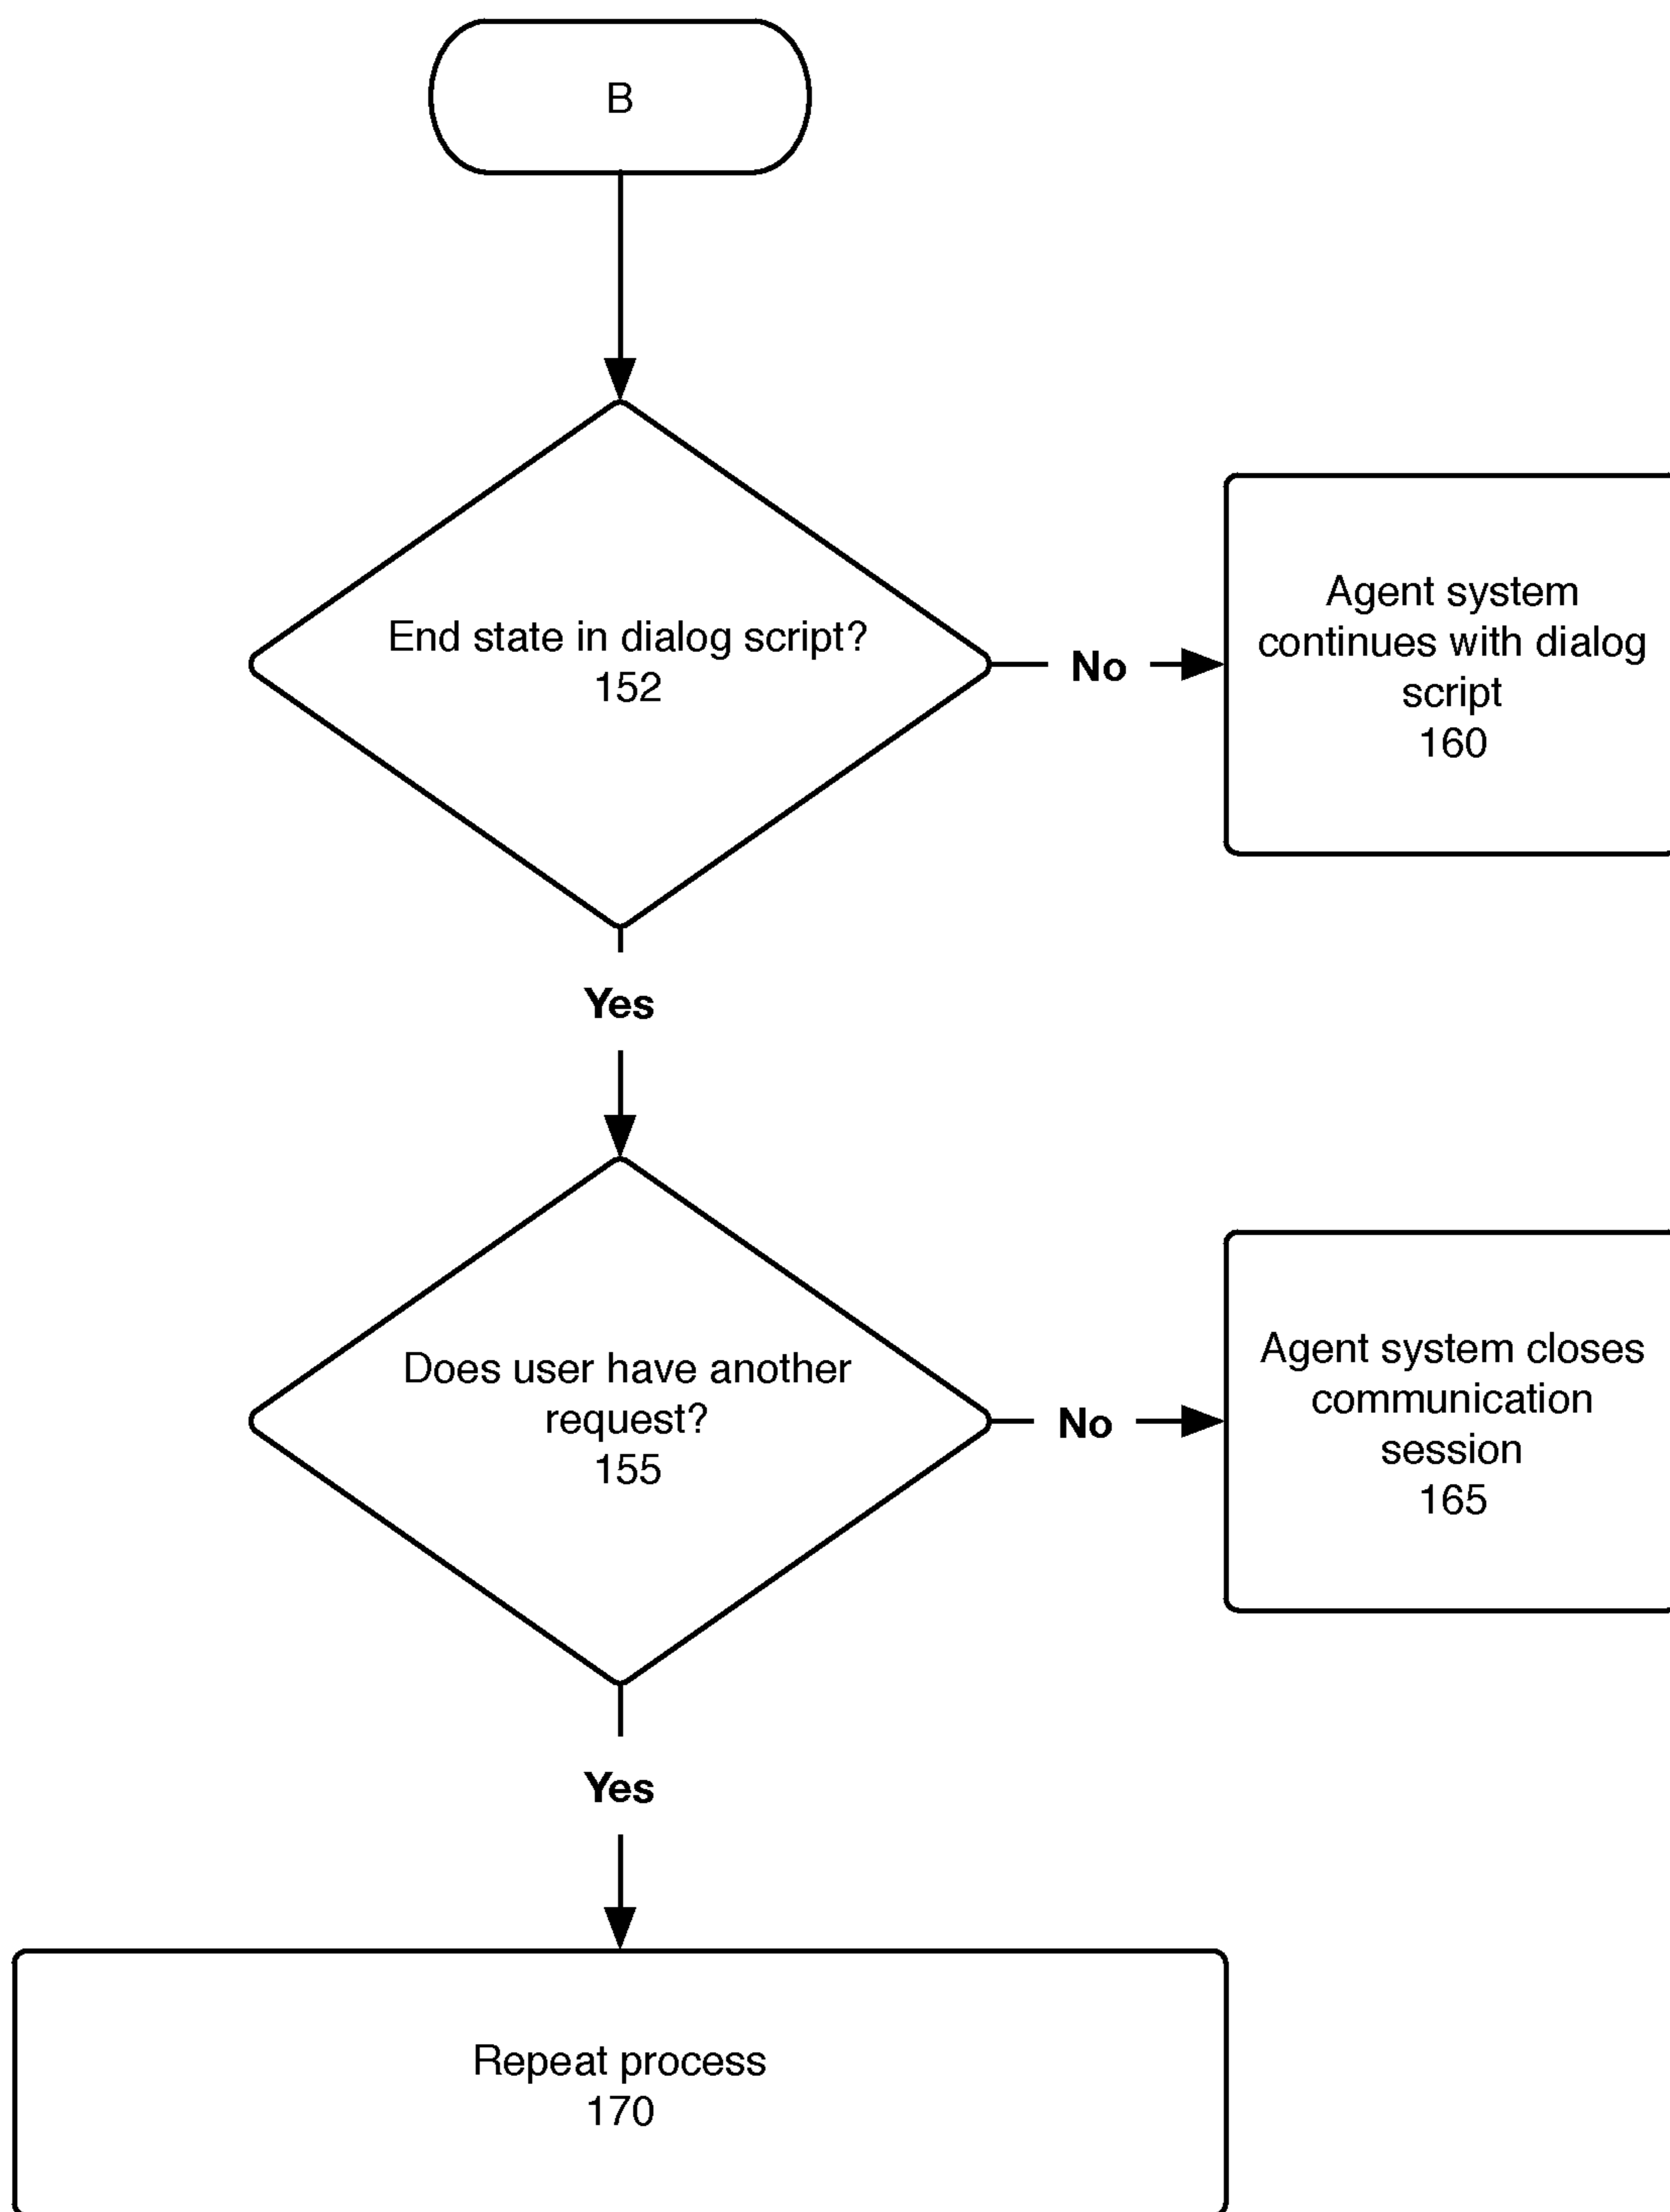 B
End state in dialog script?
152
No
Agent system
continues with dialog
script
160
Yes
Does user have another
request?
155
No
Agent system closes
communication
session
165
Yes
Repeat process
170